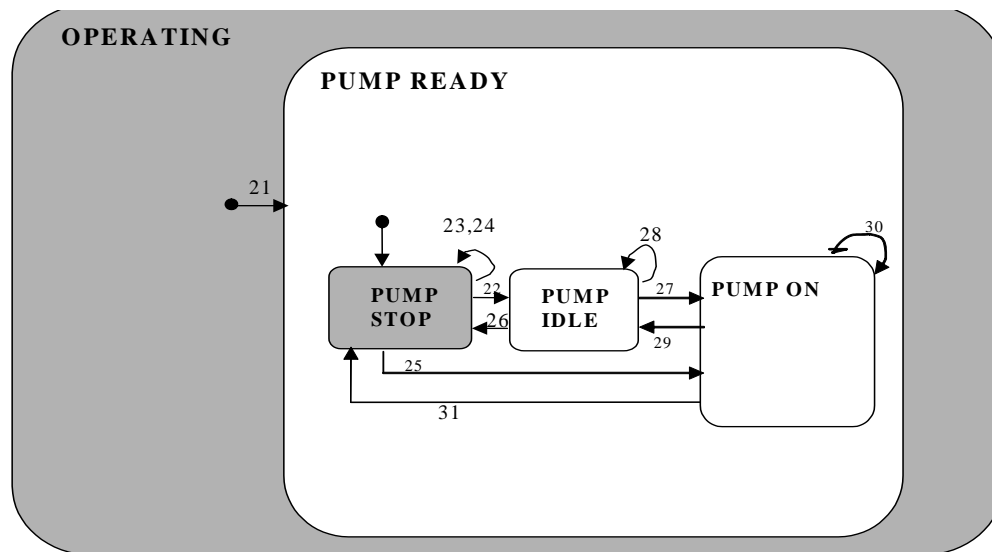 OPERATING
PUMP READY
21
23,24
28
30
PUMP
STOP
22
26
PUMP
IDLE
27
29
PUMP ON
25
31